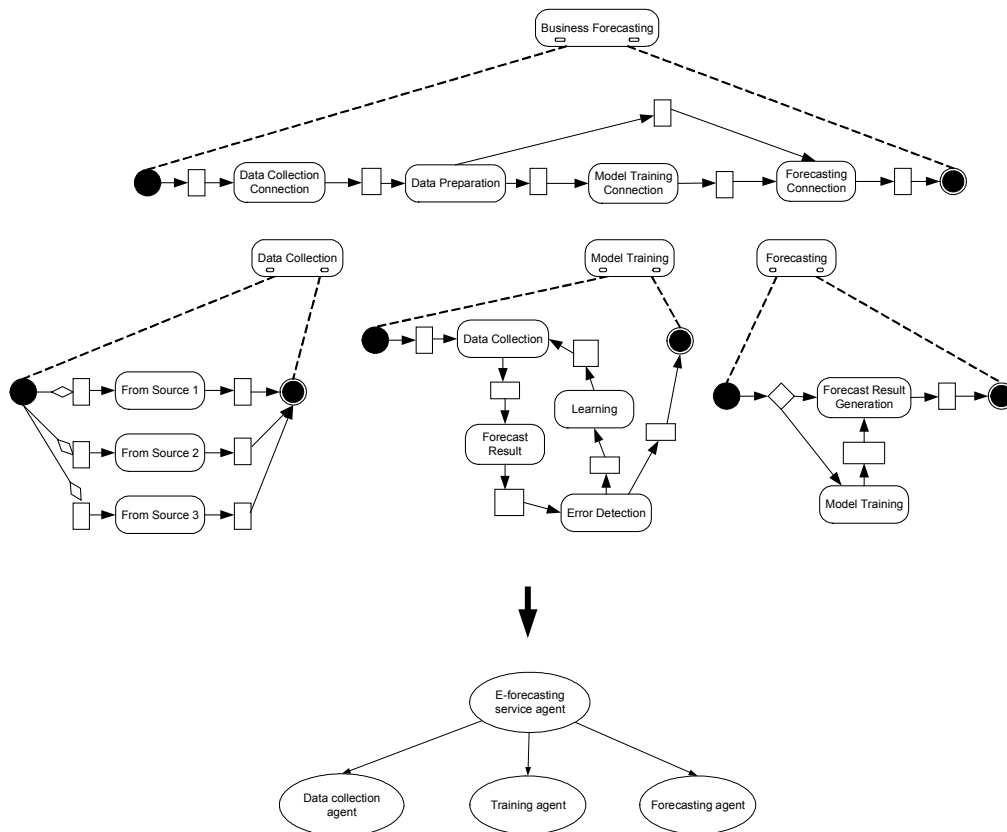 Business Forecasting
Data Collection
Connection
Data Preparation
Model Training
Connection
Forecasting
Connection
Data Collection
Model Training
Forecasting
Data Collection
From Source 1
From Source 2
From Source 3
Learning
Forecast
Result
Error Detection
Forecast Result
Generation
Model Training
E-forecasting
service agent
Data collection
agent
Training agent
Forecasting agent